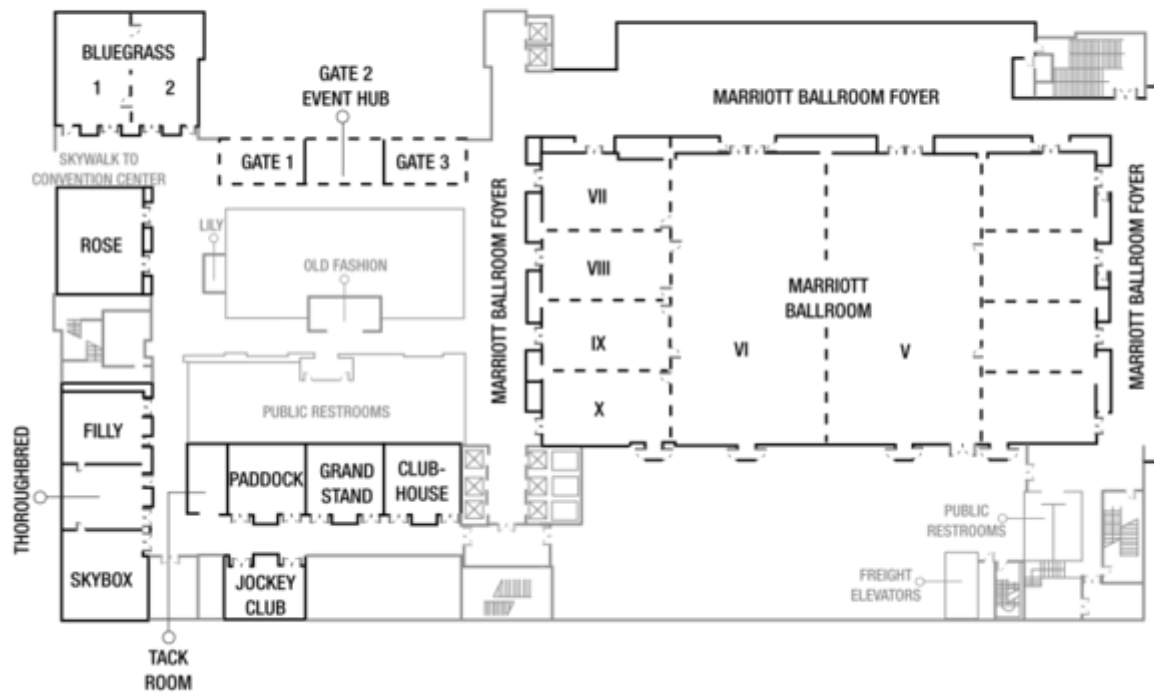 BLUEGRASS
1
2
GATE 2
EVENT HUB
MARRIOTT BALLROOM FOYER
SKYWALK TO
CONVENTION CENTER
GATE 1
GATE 3
MARRIOTT BALLROOM FOYER
VII
MARRIOTT BALLROOM FOYER
LILY
ROSE
OLD FASHION
VIII
MARRIOTT
BALLROOM
IX
VI
V
X
PUBLIC RESTROOMS
FILLY
THOROUGHBRED
PADDOCK
GRAND
STAND
CLUB-
HOUSE
PUBLIC
RESTROOMS
SKYBOX
JOCKEY
CLUB
FREIGHT
ELEVATORS
TACK
ROOM